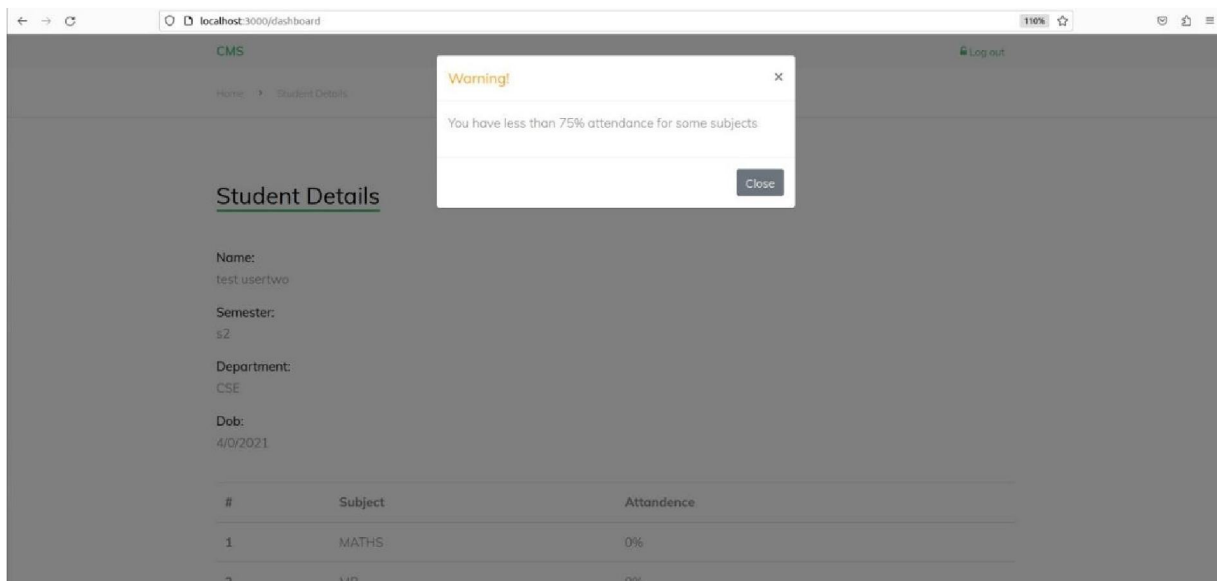 localhost:3000/dashboard
110%
CMS
Log out
Warning!
×
Home > Student Details
You have less than 75% attendance for some subjects
Close
Student Details
Name:
test usertwo
Semester:
s2
Department:
CSE
Dob:
4/0/2021
# Subject Attandence
1 MATHS 0%